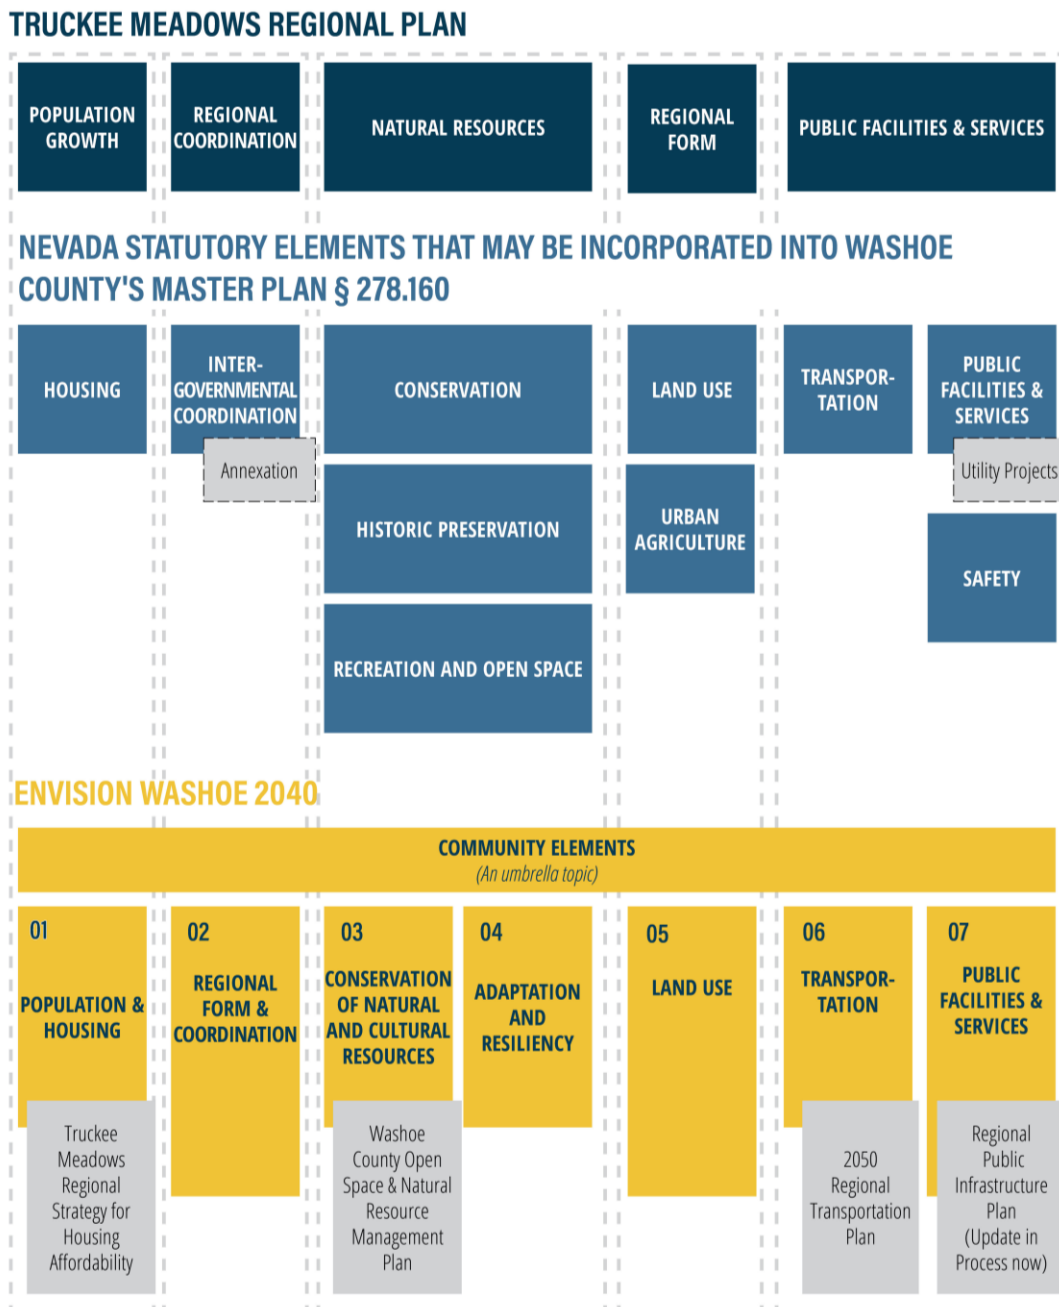 TRUCKEE MEADOWS REGIONAL PLAN
POPULATION
GROWTH
REGIONAL
COORDINATION
NATURAL RESOURCES
REGIONAL
FORM
PUBLIC FACILITIES & SERVICES
NEVADA STATUTORY ELEMENTS THAT MAY BE INCORPORATED INTO WASHOE
COUNTY'S MASTER PLAN § 278.160
HOUSING
INTER-
GOVERNMENTAL
COORDINATION
Annexation
CONSERVATION
HISTORIC PRESERVATION
RECREATION AND OPEN SPACE
LAND USE
URBAN
AGRICULTURE
TRANSPOR-
TATION
PUBLIC
FACILITIES &
SERVICES
Utility Projects
SAFETY
ENVISION WASHOE 2040
COMMUNITY ELEMENTS
(An umbrella topic)
01
POPULATION &
HOUSING
Truckee
Meadows
Regional
Strategy for
Housing
Affordability
02
REGIONAL
FORM &
COORDINATION
03
CONSERVATION
OF NATURAL
AND CULTURAL
RESOURCES
Washoe
County Open
Space & Natural
Resource
Management
Plan
04
ADAPTATION
AND
RESILIENCY
05
LAND USE
06
TRANSPOR-
TATION
2050
Regional
Transportation
Plan
07
PUBLIC
FACILITIES &
SERVICES
Regional
Public
Infrastructure
Plan
(Update in
Process now)